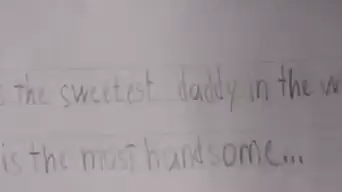 the sweetest daddy in the
is the most handsome...